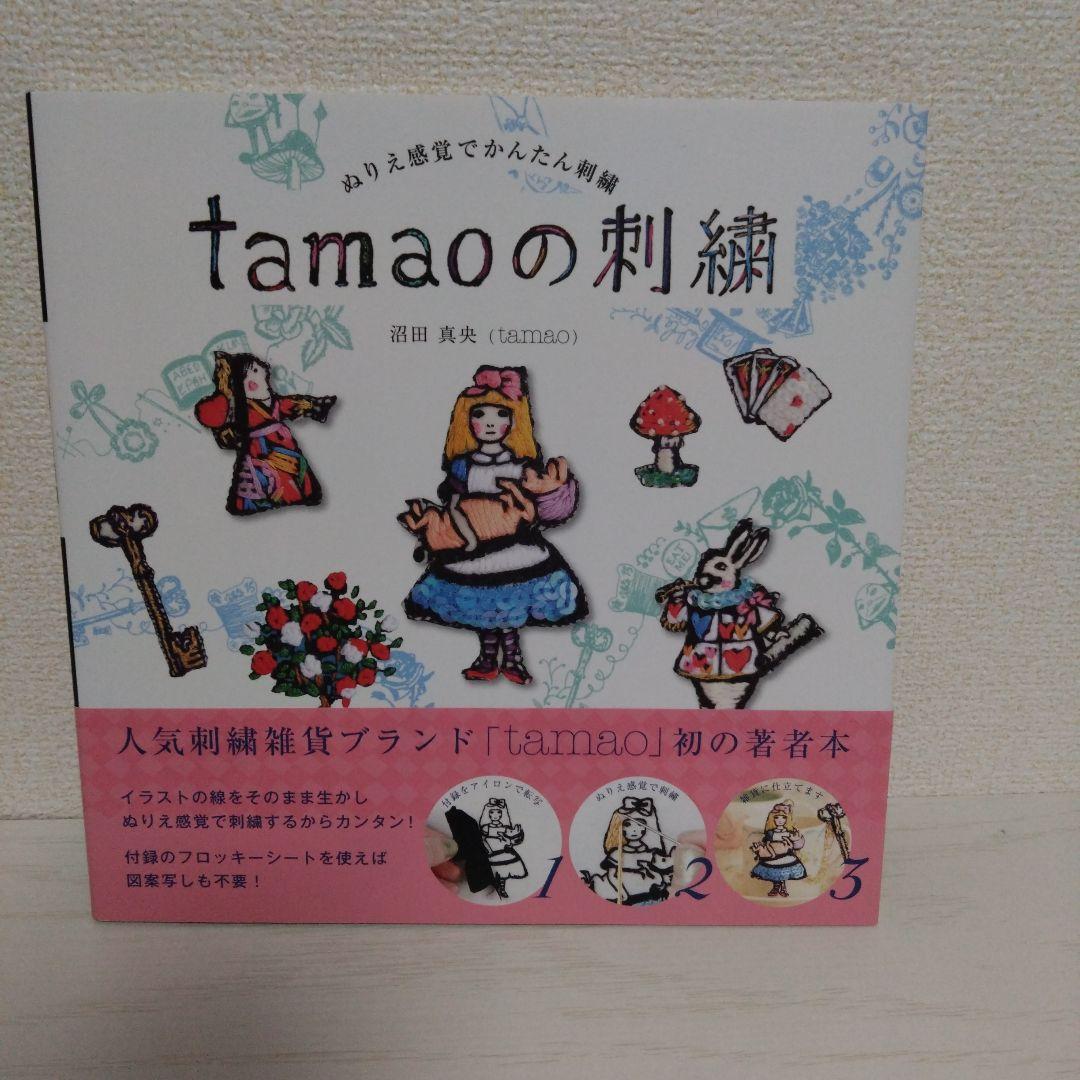 ぬりえ感覚でかんたん刺繍
tamaoの刺繍
沼田 真央 (tamao)
EAT ME!
人気刺繍雑貨ブランド「tamao」初の著者本
イラストの線をそのまま生かし
ぬりえ感覚で刺繍するからカンタン!
付録のフロッキーシートを使えば
図案写しも不要!
付録をアイロンで転写
1
ぬりえ感覚で刺繍
2
雑貨に仕立てます
3